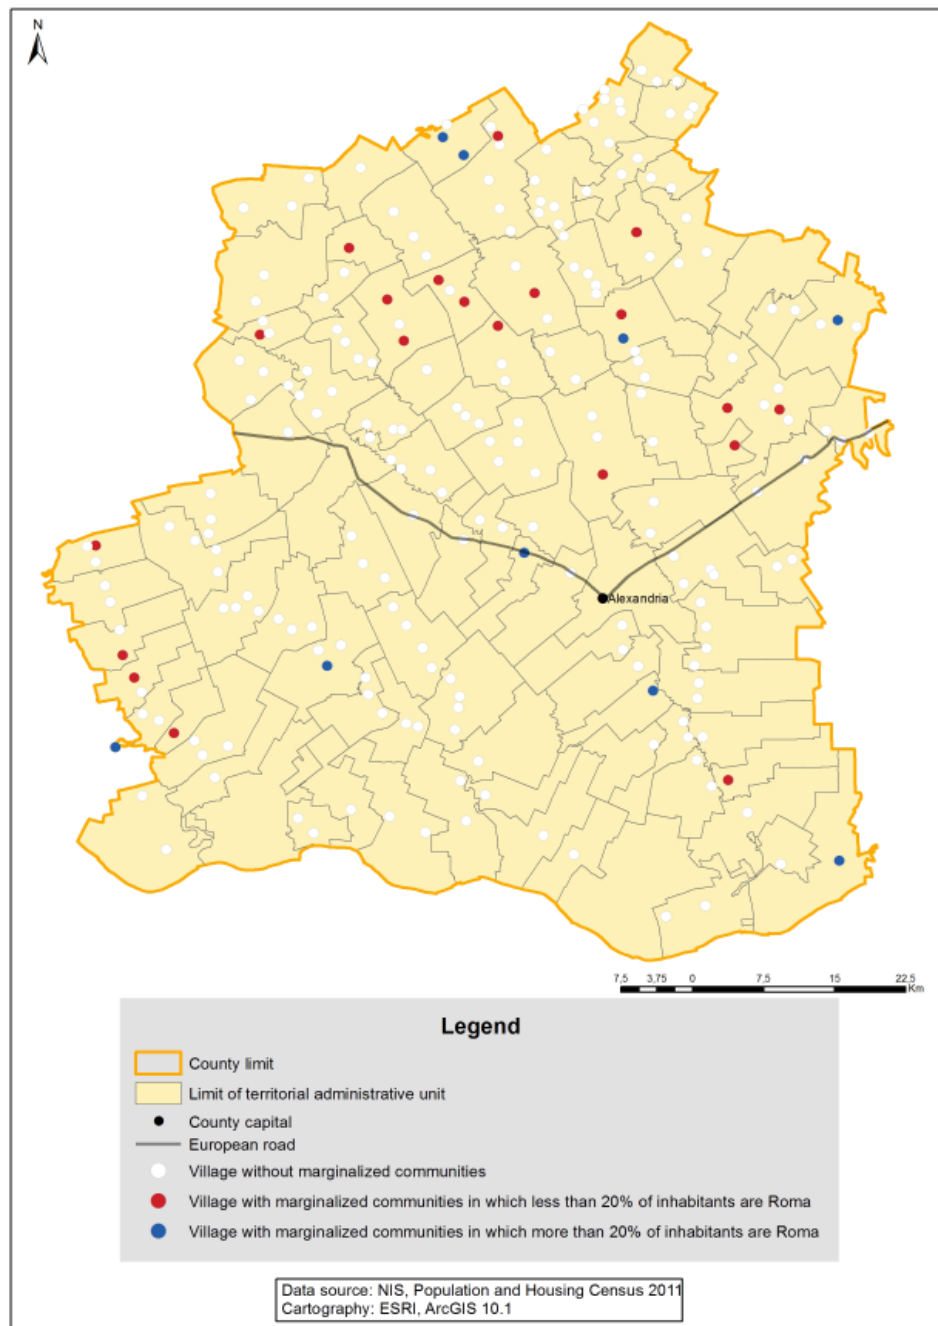 N
Alexandria
7,5 3,75 0 7,5 15 22,5
Km
Legend
County limit
Limit of territorial administrative unit
County capital
European road
Village without marginalized communities
Village with marginalized communities in which less than 20% of inhabitants are Roma
Village with marginalized communities in which more than 20% of inhabitants are Roma
Data source: NIS, Population and Housing Census 2011
Cartography: ESRI, ArcGIS 10.1